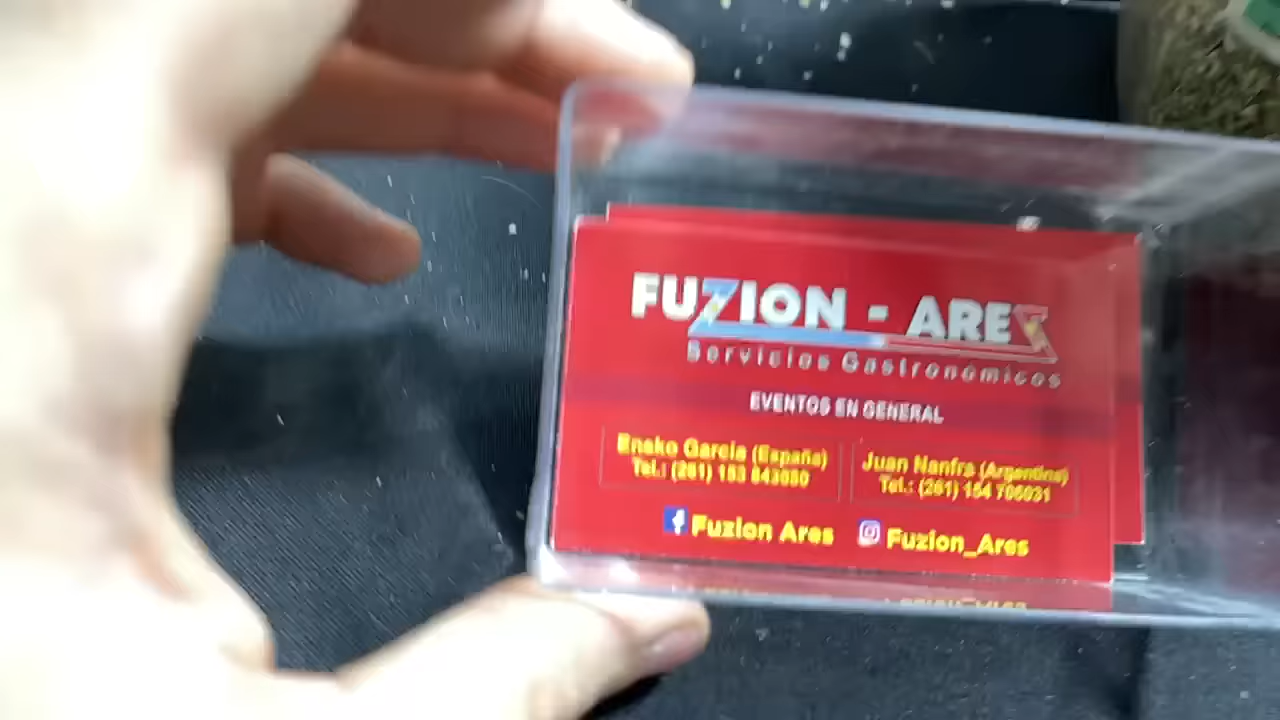 FUZION - ARES
Servicios Gastronómicos
EVENTOS EN GENERAL
Eneko Garcia (España)
Tel.: (261) 153 843080
Juan Nanfra (Argentina)
Tel.: (261) 154 706031
Fuzion Ares
Fuzion_Ares